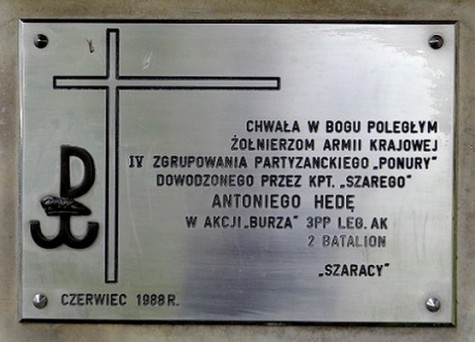 CHWAŁA W BOGU POLEGŁYM
ŻOŁNIERZOM ARMII KRAJOWEJ
IV ZGRUPOWANIA PARTYZANCKIEGO „PONURY"
DOWODZONEGO PRZEZ KPT. „SZAREGO"
ANTONIEGO HEDĘ
W AKCJI „BURZA" 3PP LEG. AK
2 BATALION
„SZARACY"
CZERWIEC 1988 R.